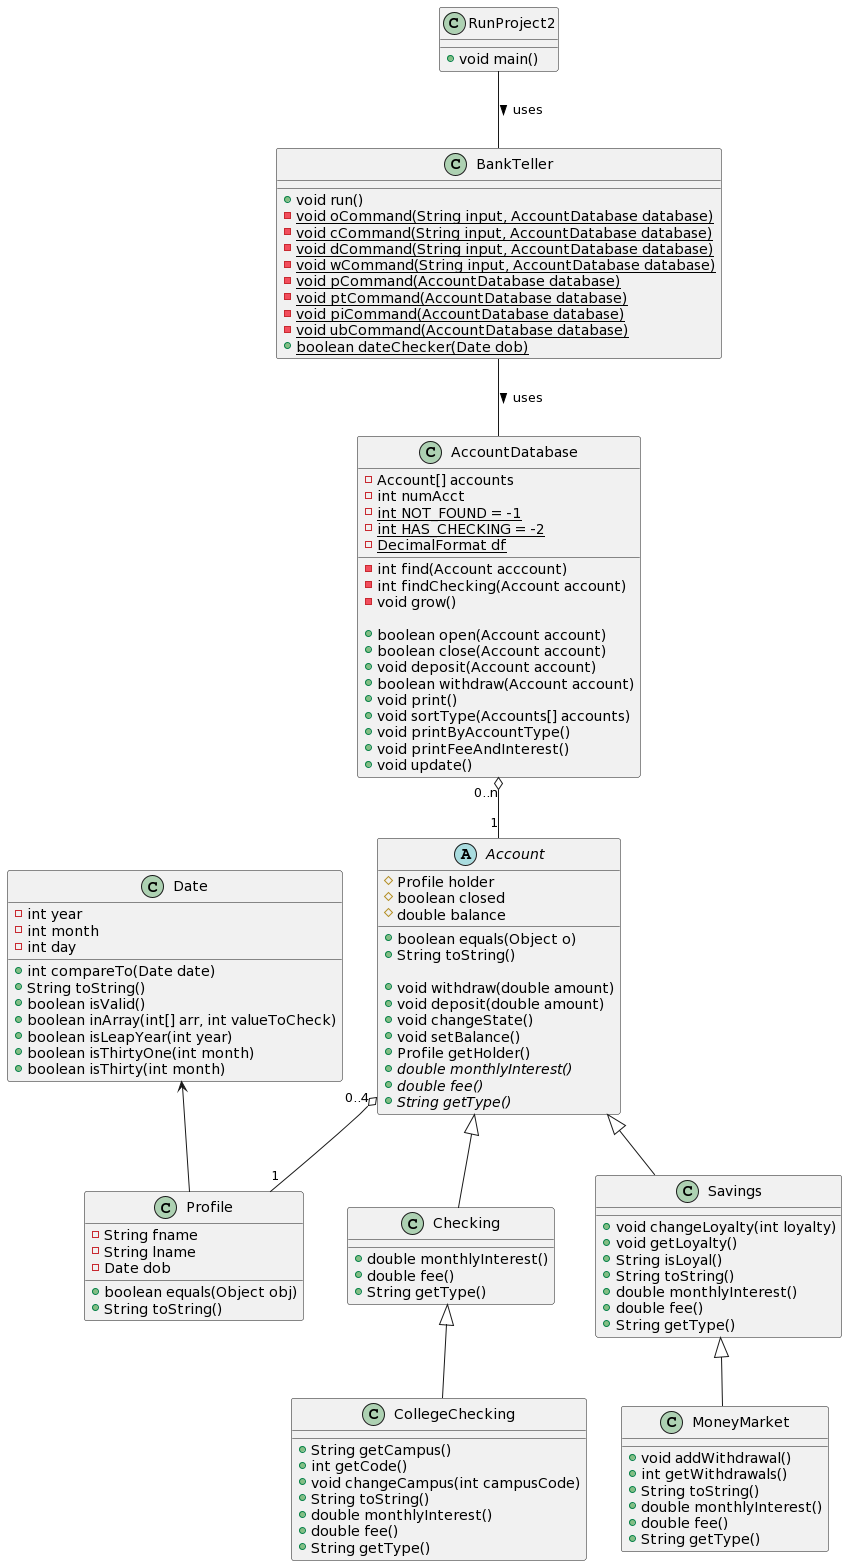 C RunProject2
void main()
uses
C BankTeller
void run()
void oCommand(String input, AccountDatabase database)
void cCommand(String input, AccountDatabase database)
void dCommand(String input, AccountDatabase database)
void wCommand(String input, AccountDatabase database)
void pCommand(AccountDatabase database)
void ptCommand(AccountDatabase database)
void piCommand(AccountDatabase database)
void ubCommand(AccountDatabase database)
boolean dateChecker(Date dob)
uses
C AccountDatabase
Account[] accounts
int numAcct
int NOT_FOUND = -1
int HAS_CHECKING = -2
DecimalFormat df
int find(Account acccount)
int findChecking(Account account)
void grow()
boolean open(Account account)
boolean close(Account account)
void deposit(Account account)
boolean withdraw(Account account)
void print()
void sortType(Accounts[] accounts)
void printByAccountType()
void printFeeAndInterest()
void update()
0..n
1
A Account
Profile holder
boolean closed
double balance
boolean equals(Object o)
String toString()
void withdraw(double amount)
void deposit(double amount)
void changeState()
void setBalance()
Profile getHolder()
double monthlyInterest()
double fee()
String getType()
C Date
int year
int month
int day
int compareTo(Date date)
String toString()
boolean isValid()
boolean inArray(int[] arr, int valueToCheck)
boolean isLeapYear(int year)
boolean isThirtyOne(int month)
boolean isThirty(int month)
0..4
1
C Profile
String fname
String lname
Date dob
boolean equals(Object obj)
String toString()
C Checking
double monthlyInterest()
double fee()
String getType()
C Savings
void changeLoyalty(int loyalty)
void getLoyalty()
String isLoyal()
String toString()
double monthlyInterest()
double fee()
String getType()
C CollegeChecking
String getCampus()
int getCode()
void changeCampus(int campusCode)
String toString()
double monthlyInterest()
double fee()
String getType()
C MoneyMarket
void addWithdrawal()
int getWithdrawals()
String toString()
double monthlyInterest()
double fee()
String getType()